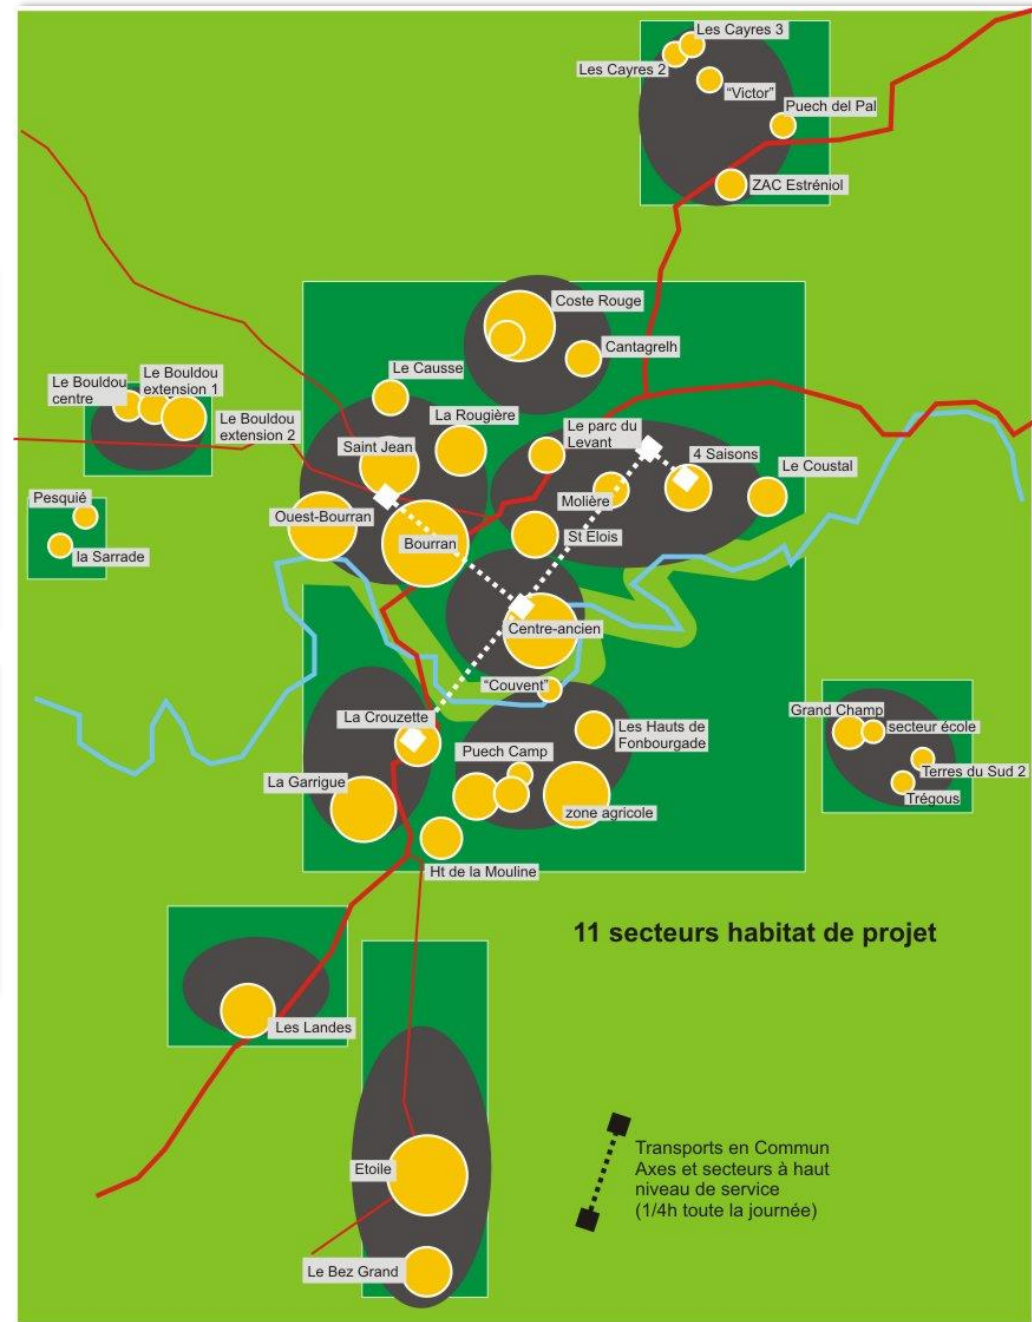 Les Cayres 3
Les Cayres 2
"Victor"
Puech del Pal
ZAC Estréniol
Coste Rouge
Cantagrelh
Le Causse
Le Bouldou
centre
Le Bouldou
extension 1
Le Bouldou
extension 2
La Rougière
Le parc du
Levant
Saint Jean
4 Saisons
Le Coustal
Molière
Pesquié
Ouest-Bourran
St Elois
Bourran
la Sarrade
Centre-ancien
"Couvent"
La Crouzette
Les Hauts de
Fonbourgade
Grand Champ
secteur école
Puech Camp
Terres du Sud 2
La Garrigue
Trégous
zone agricole
Ht de la Mouline
11 secteurs habitat de projet
Les Landes
Transports en Commun
Axes et secteurs à haut
niveau de service
(1/4h toute la journée)
Etoile
Le Bez Grand